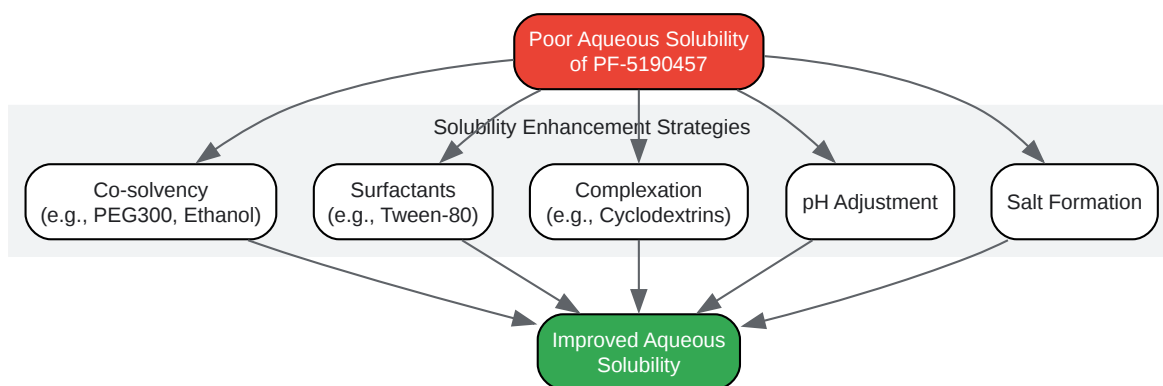 Poor Aqueous Solubility
of PF-5190457
Solubility Enhancement Strategies
Co-solvency
(e.g., PEG300, Ethanol)
Surfactants
(e.g., Tween-80)
Complexation
(e.g., Cyclodextrins)
pH Adjustment
Salt Formation
Improved Aqueous
Solubility